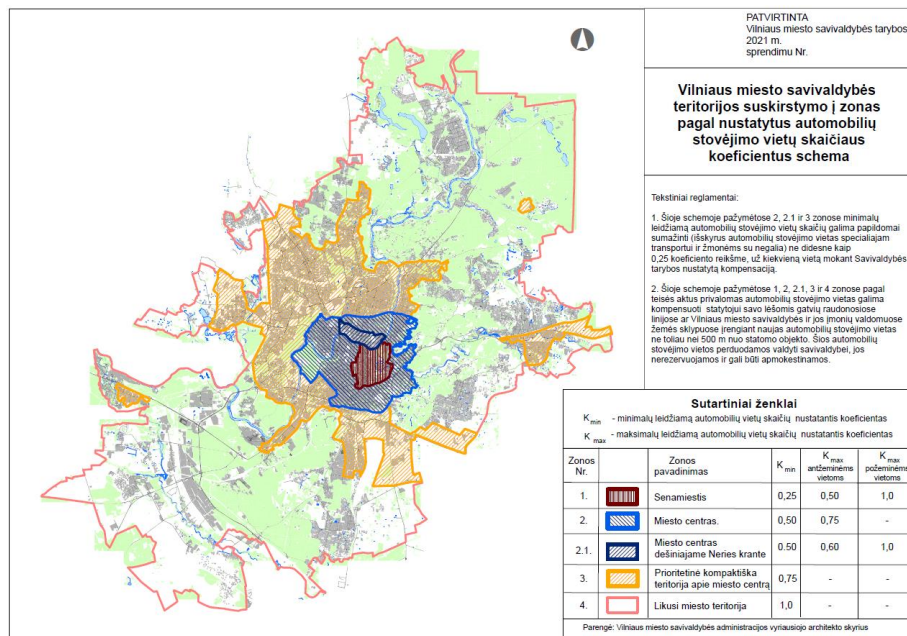 PATVIRTINTA
Vilniaus miesto savivaldybės tarybos
2021 m.
sprendimu Nr.
Vilniaus miesto savivaldybės
teritorijos suskirstymo į zonas
pagal nustatytus automobilių
stovėjimo vietų skaičiaus
koeficientus schema
Tekstiniai reglamentai:
1. Šioje schemoje pažymėtose 2, 2.1 ir 3 zonose minimalų
leidžiamą automobilių stovėjimo vietų skaičių galima papildomai
sumažinti (išskyrus automobilių stovėjimo vietas specialiajam
transportui ir žmonėms su negalia) ne didesne kaip
0,25 koeficiento reikšme, už kiekvieną vietą mokant Savivaldybės
tarybos nustatytą kompensaciją.
2. Šioje schemoje pažymėtose 1, 2, 2.1, 3 ir 4 zonose pagal
teisės aktus privalomas automobilių stovėjimo vietas galima
kompensuoti statytojui savo lėšomis gatvių raudonosiose
linijose ar Vilniaus miesto savivaldybės ir jos įmonių valdomuose
žemės sklypuose įrengiant naujas automobilių stovėjimo vietas
ne toliau nei 500 m nuo statomo objekto. Šios automobilių
stovėjimo vietos perduodamos valdyti savivaldybei, jos
nerezervuojamos ir gali būti apmokestinamos.
Sutartiniai ženklai
K min - minimalų leidžiamą automobilių vietų skaičių nustatantis koeficientas
K max - maksimalų leidžiamą automobilių vietų skaičių nustatantis koeficientas
Zonos Nr. Zonos pavadinimas K min K max antžeminėms vietoms K max požeminėms vietoms
1. Senamiestis 0,25 0,50 1,0
2. Miesto centras. 0,50 0,75 -
2.1. Miesto centras dešiniajame Neries krante 0.50 0,60 1,0
3. Prioritetinė kompaktiška teritorija apie miesto centrą 0,75 - -
4. Likusi miesto teritorija 1,0 - -
Parengė: Vilniaus miesto savivaldybės administracijos vyriausiojo architekto skyrius